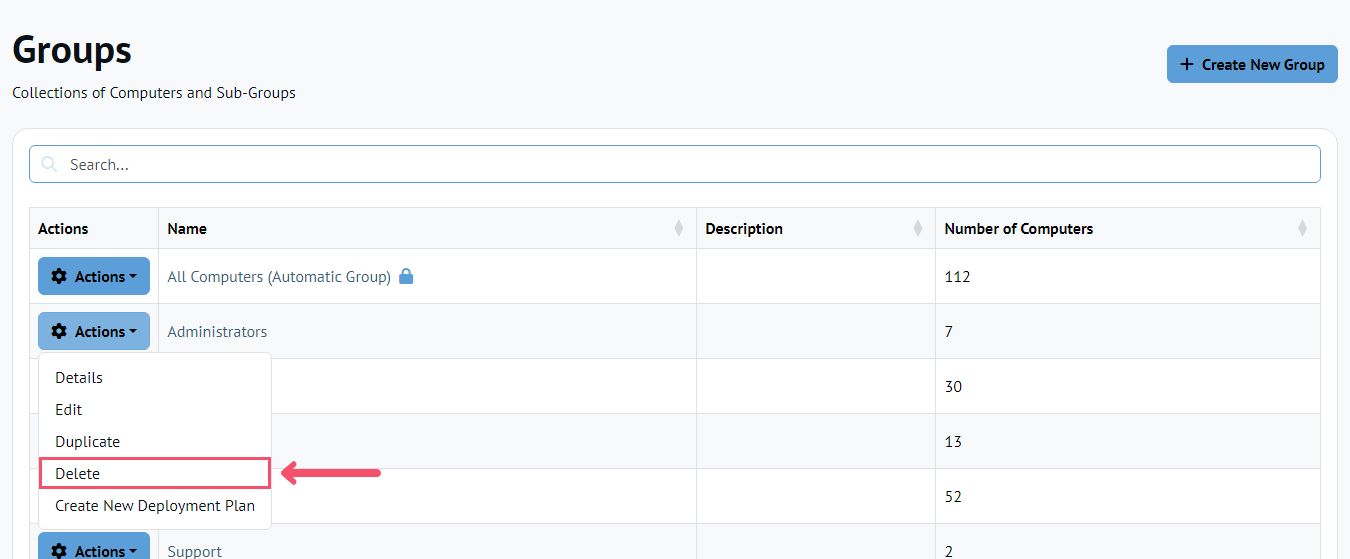 Groups
Collections of Computers and Sub-Groups
+ Create New Group
Search...
Actions Name Description Number of Computers
Actions All Computers (Automatic Group) 112
Actions Administrators 7
Details
30
Edit
Duplicate
13
Delete
52
Create New Deployment Plan
Actions Support 2